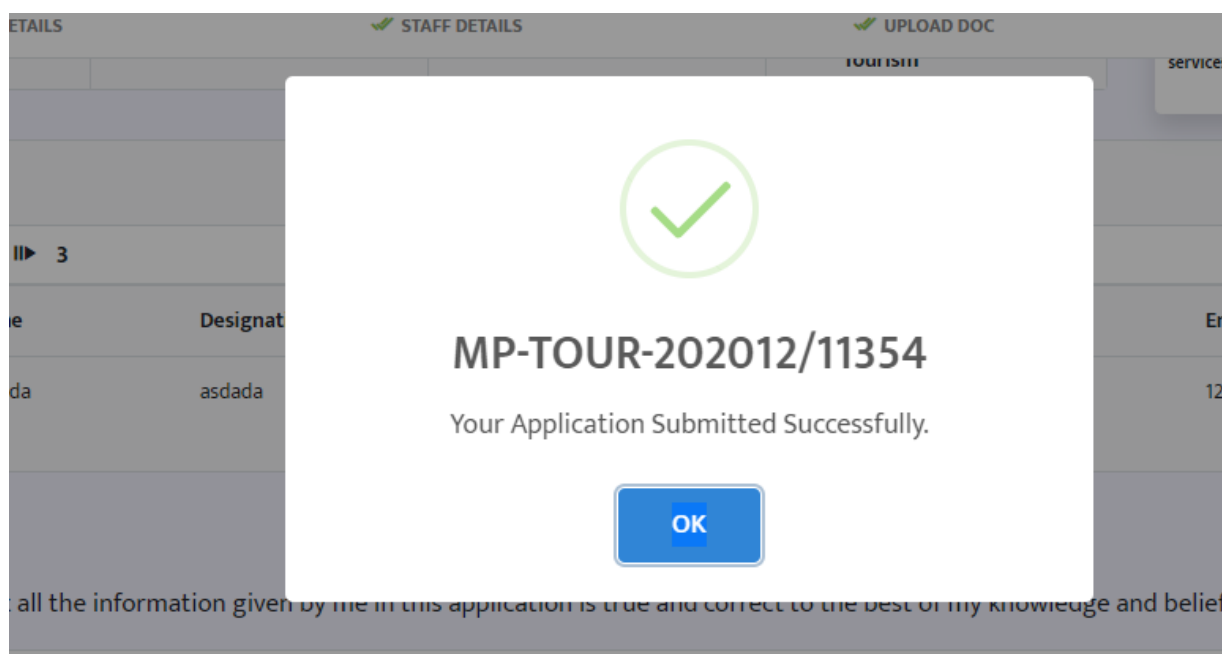 ETAILS STAFF DETAILS UPLOAD DOC
Tourism
services
3
Designat
da asdada 12
MP-TOUR-202012/11354
Your Application Submitted Successfully.
OK
all the information given by me in this application is true and correct to the best of my knowledge and belief